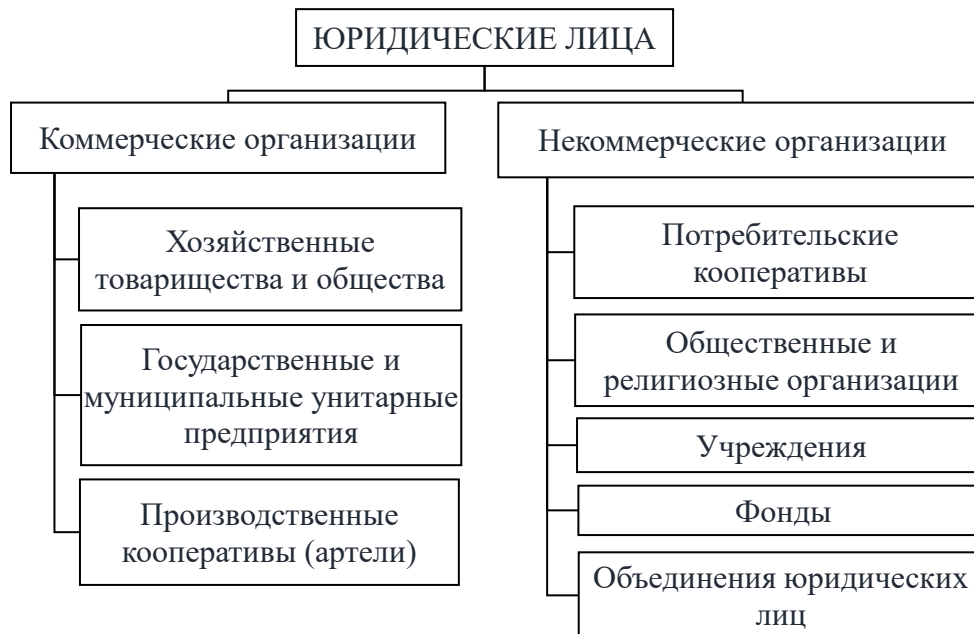 ЮРИДИЧЕСКИЕ ЛИЦА
Коммерческие организации
Хозяйственные
товарищества и общества
Государственные и
муниципальные унитарные
предприятия
Производственные
кооперативы (артели)
Некоммерческие организации
Потребительские
кооперативы
Общественные и
религиозные организации
Учреждения
Фонды
Объединения юридических
лиц